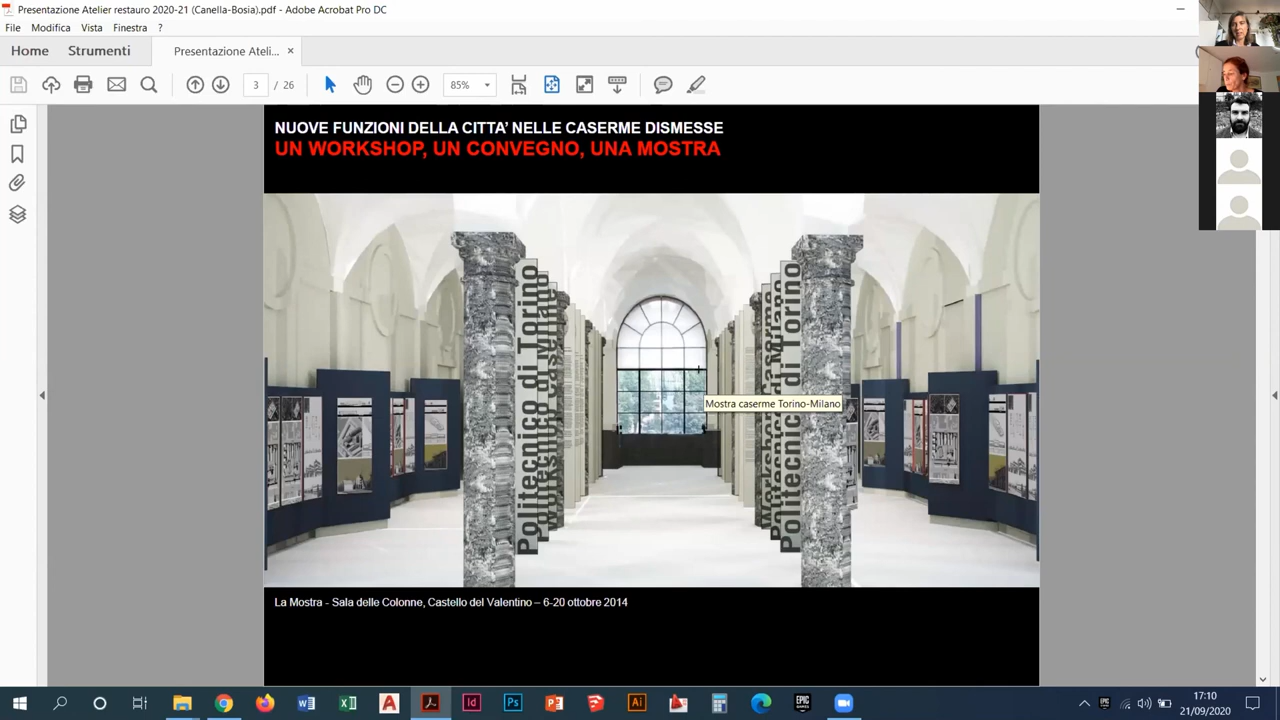 Presentazione Atelier restauro 2020-21 (Canella-Bosia).pdf - Adobe Acrobat Pro DC
File Modifica Vista Finestra ?
Home Strumenti Presentazione Ateli... ×
3 / 26 85%
NUOVE FUNZIONI DELLA CITTA' NELLE CASERME DISMESSE
UN WORKSHOP, UN CONVEGNO, UNA MOSTRA
Politecnico di Torino
Politecnico di Milano
Politecnico di Torino
Mostra caserme Torino-Milano
La Mostra - Sala delle Colonne, Castello del Valentino – 6-20 ottobre 2014
17:10
21/09/2020